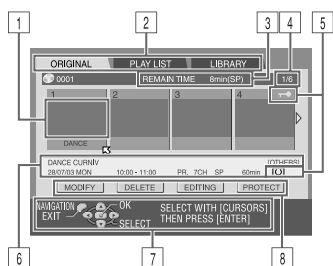 1 2 3 4 5
ORIGINAL PLAY LIST LIBRARY
0001 REMAIN TIME 8min(SP) 1/6
1 2 3 4
DANCE
DANCE CURNIV [OTHERS]
28/07/03 MON 10:00 - 11:00 PR. 7CH SP 60min
MODIFY DELETE EDITING PROTECT
NAVIGATION OK SELECT WITH [CURSORS]
EXIT SELECT THEN PRESS [ENTER]
6 7 8